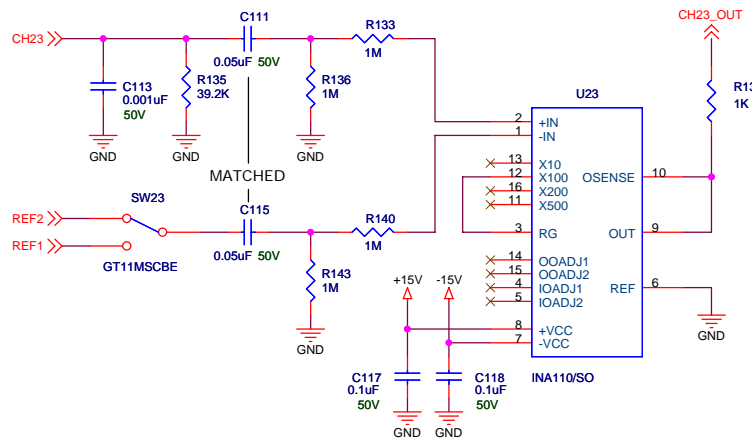 CH23
C113
0.001uF
50V
GND
R135
39.2K
GND
C111
0.05uF 50V
R136
1M
GND
R133
1M
MATCHED
REF2
REF1
SW23
GT11MSCBE
C115
0.05uF 50V
R143
1M
GND
R140
1M
U23
2 +IN
1 -IN
13 X10
12 X100
16 X200
11 X500
3 RG
14 OOADJ1
15 OOADJ2
4 IOADJ1
5 IOADJ2
8 +VCC
7 -VCC
OSENSE 10
OUT 9
REF 6
INA110/SO
GND
CH23_OUT
1K
+15V
-15V
C117
0.1uF
50V
GND
C118
0.1uF
50V
GND